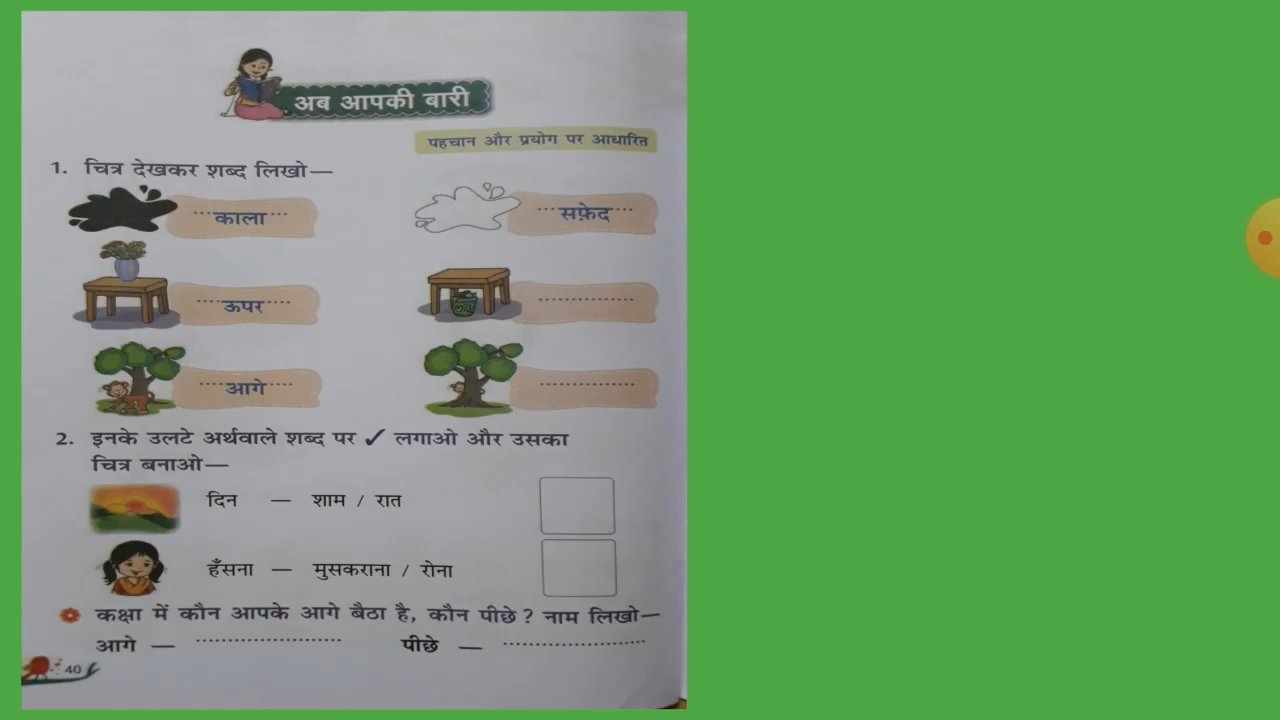 अब आपकी बारी
पहचान और प्रयोग पर आधारित
1. चित्र देखकर शब्द लिखो—
काला सफ़ेद
ऊपर
आगे
2. इनके उलटे अर्थवाले शब्द पर ✓ लगाओ और उसका
चित्र बनाओ—
दिन — शाम / रात
हँसना — मुसकराना / रोना
कक्षा में कौन आपके आगे बैठा है, कौन पीछे? नाम लिखो—
आगे — .......................... पीछे — ..........................
40